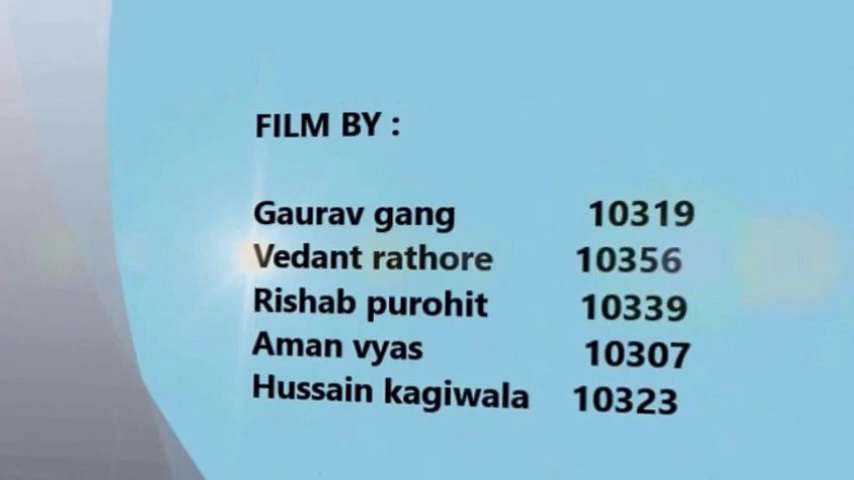 FILM BY :
Gaurav gang 10319
Vedant rathore 10356
Rishab purohit 10339
Aman vyas 10307
Hussain kagiwala 10323